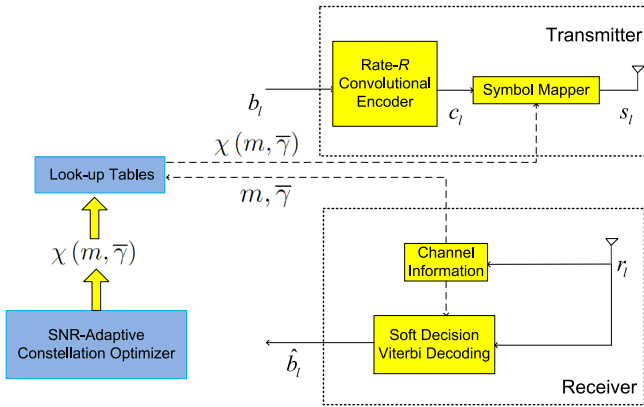 Transmitter
Rate-R
Convolutional
Encoder
Symbol Mapper
b_l
c_l
s_l
χ(m, γ̅)
Look-up Tables
m, γ̅
χ(m, γ̅)
Channel
Information
r_l
SNR-Adaptive
Constellation Optimizer
Soft Decision
Viterbi Decoding
b̂_l
Receiver